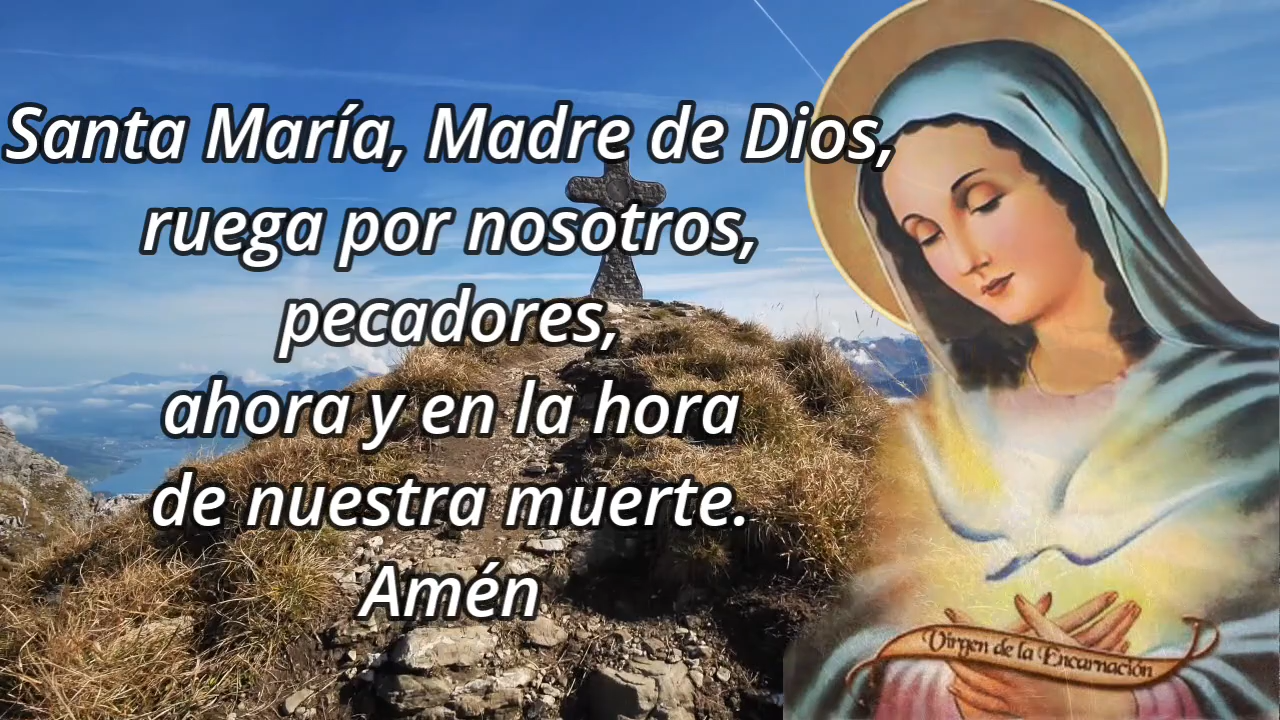 Santa María, Madre de Dios,
ruega por nosotros,
pecadores,
ahora y en la hora
de nuestra muerte.
Amén
Virgen de la Encarnación